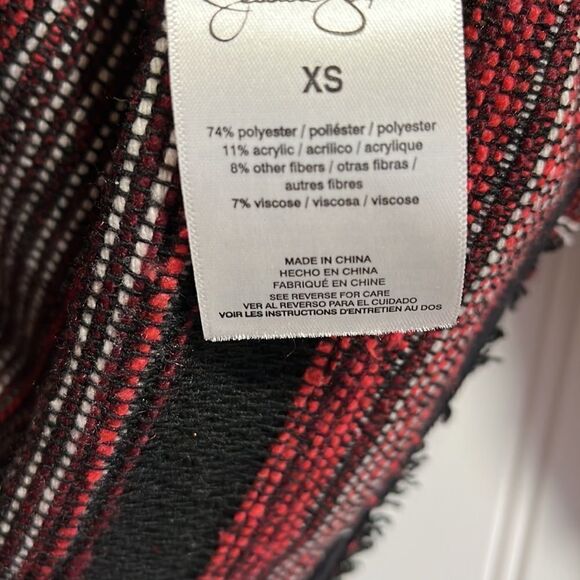 XS
74% polyester / poliéster / polyester
11% acrylic / acrilico / acrylique
8% other fibers / otras fibras /
autres fibres
7% viscose / viscosa / viscose
MADE IN CHINA
HECHO EN CHINA
FABRIQUÉ EN CHINE
SEE REVERSE FOR CARE
VER AL REVERSO PARA EL CUIDADO
VOIR LES INSTRUCTIONS D'ENTRETIEN AU DOS